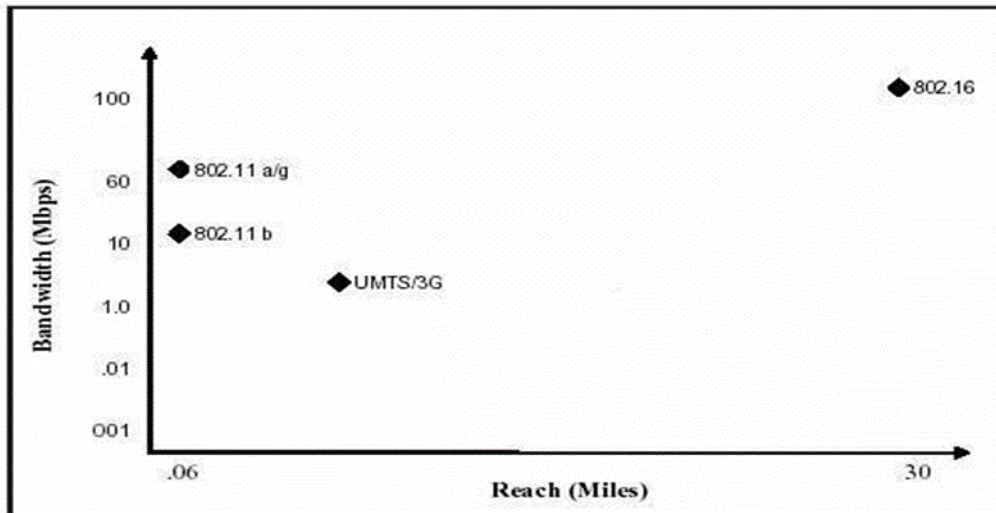 100
802.16
802.11 a/g
60
802.11 b
10
UMTS/3G
1.0
.01
001
Bandwidth (Mbps)
.06
30
Reach (Miles)